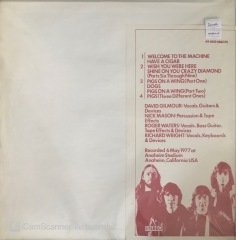 1 | WELCOME TO THE MACHINE
HAVE A CIGAR
2 | WISH YOU WERE HERE
SHINE ON YOU CRAZY DIAMOND
(Parts Six Through Nine)
3 | PIGS ON A WING (Part One)
DOGS
PIGS ON A WING (Part Two)
4 | PIGS (Three Different Ones)
DAVID GILMOUR: Vocals, Guitars &
Devices
NICK MASON: Percussion & Tape
Effects
ROGER WATERS: Vocals, Bass Guitar,
Tape Effects & Devices
RICHARD WRIGHT: Vocals, Keyboards
& Tape Effects & Devices
Recorded 6 May 1977 at
Anaheim Stadium
Anaheim, California USA
CamScanner